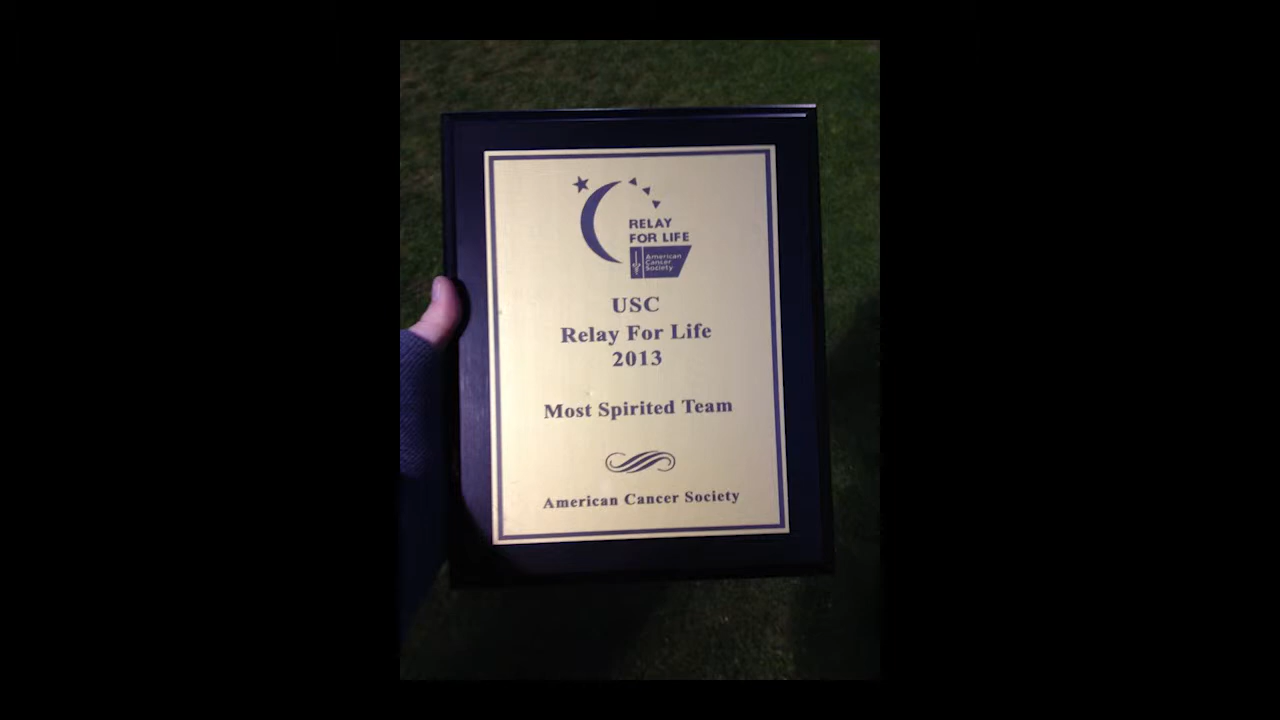 RELAY
FOR LIFE
American
Cancer
Society
USC
Relay For Life
2013
Most Spirited Team
American Cancer Society